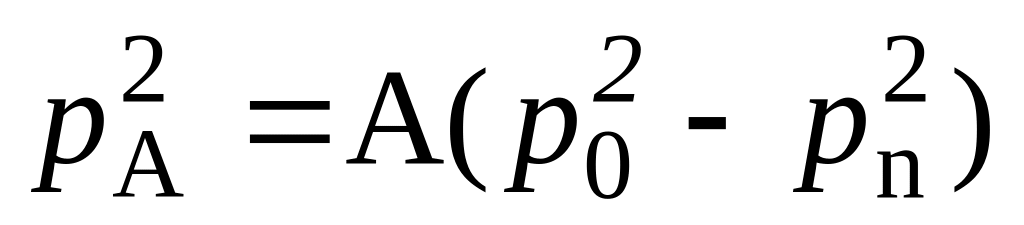 p_A^2 = A(p_0^2 - p_n^2)